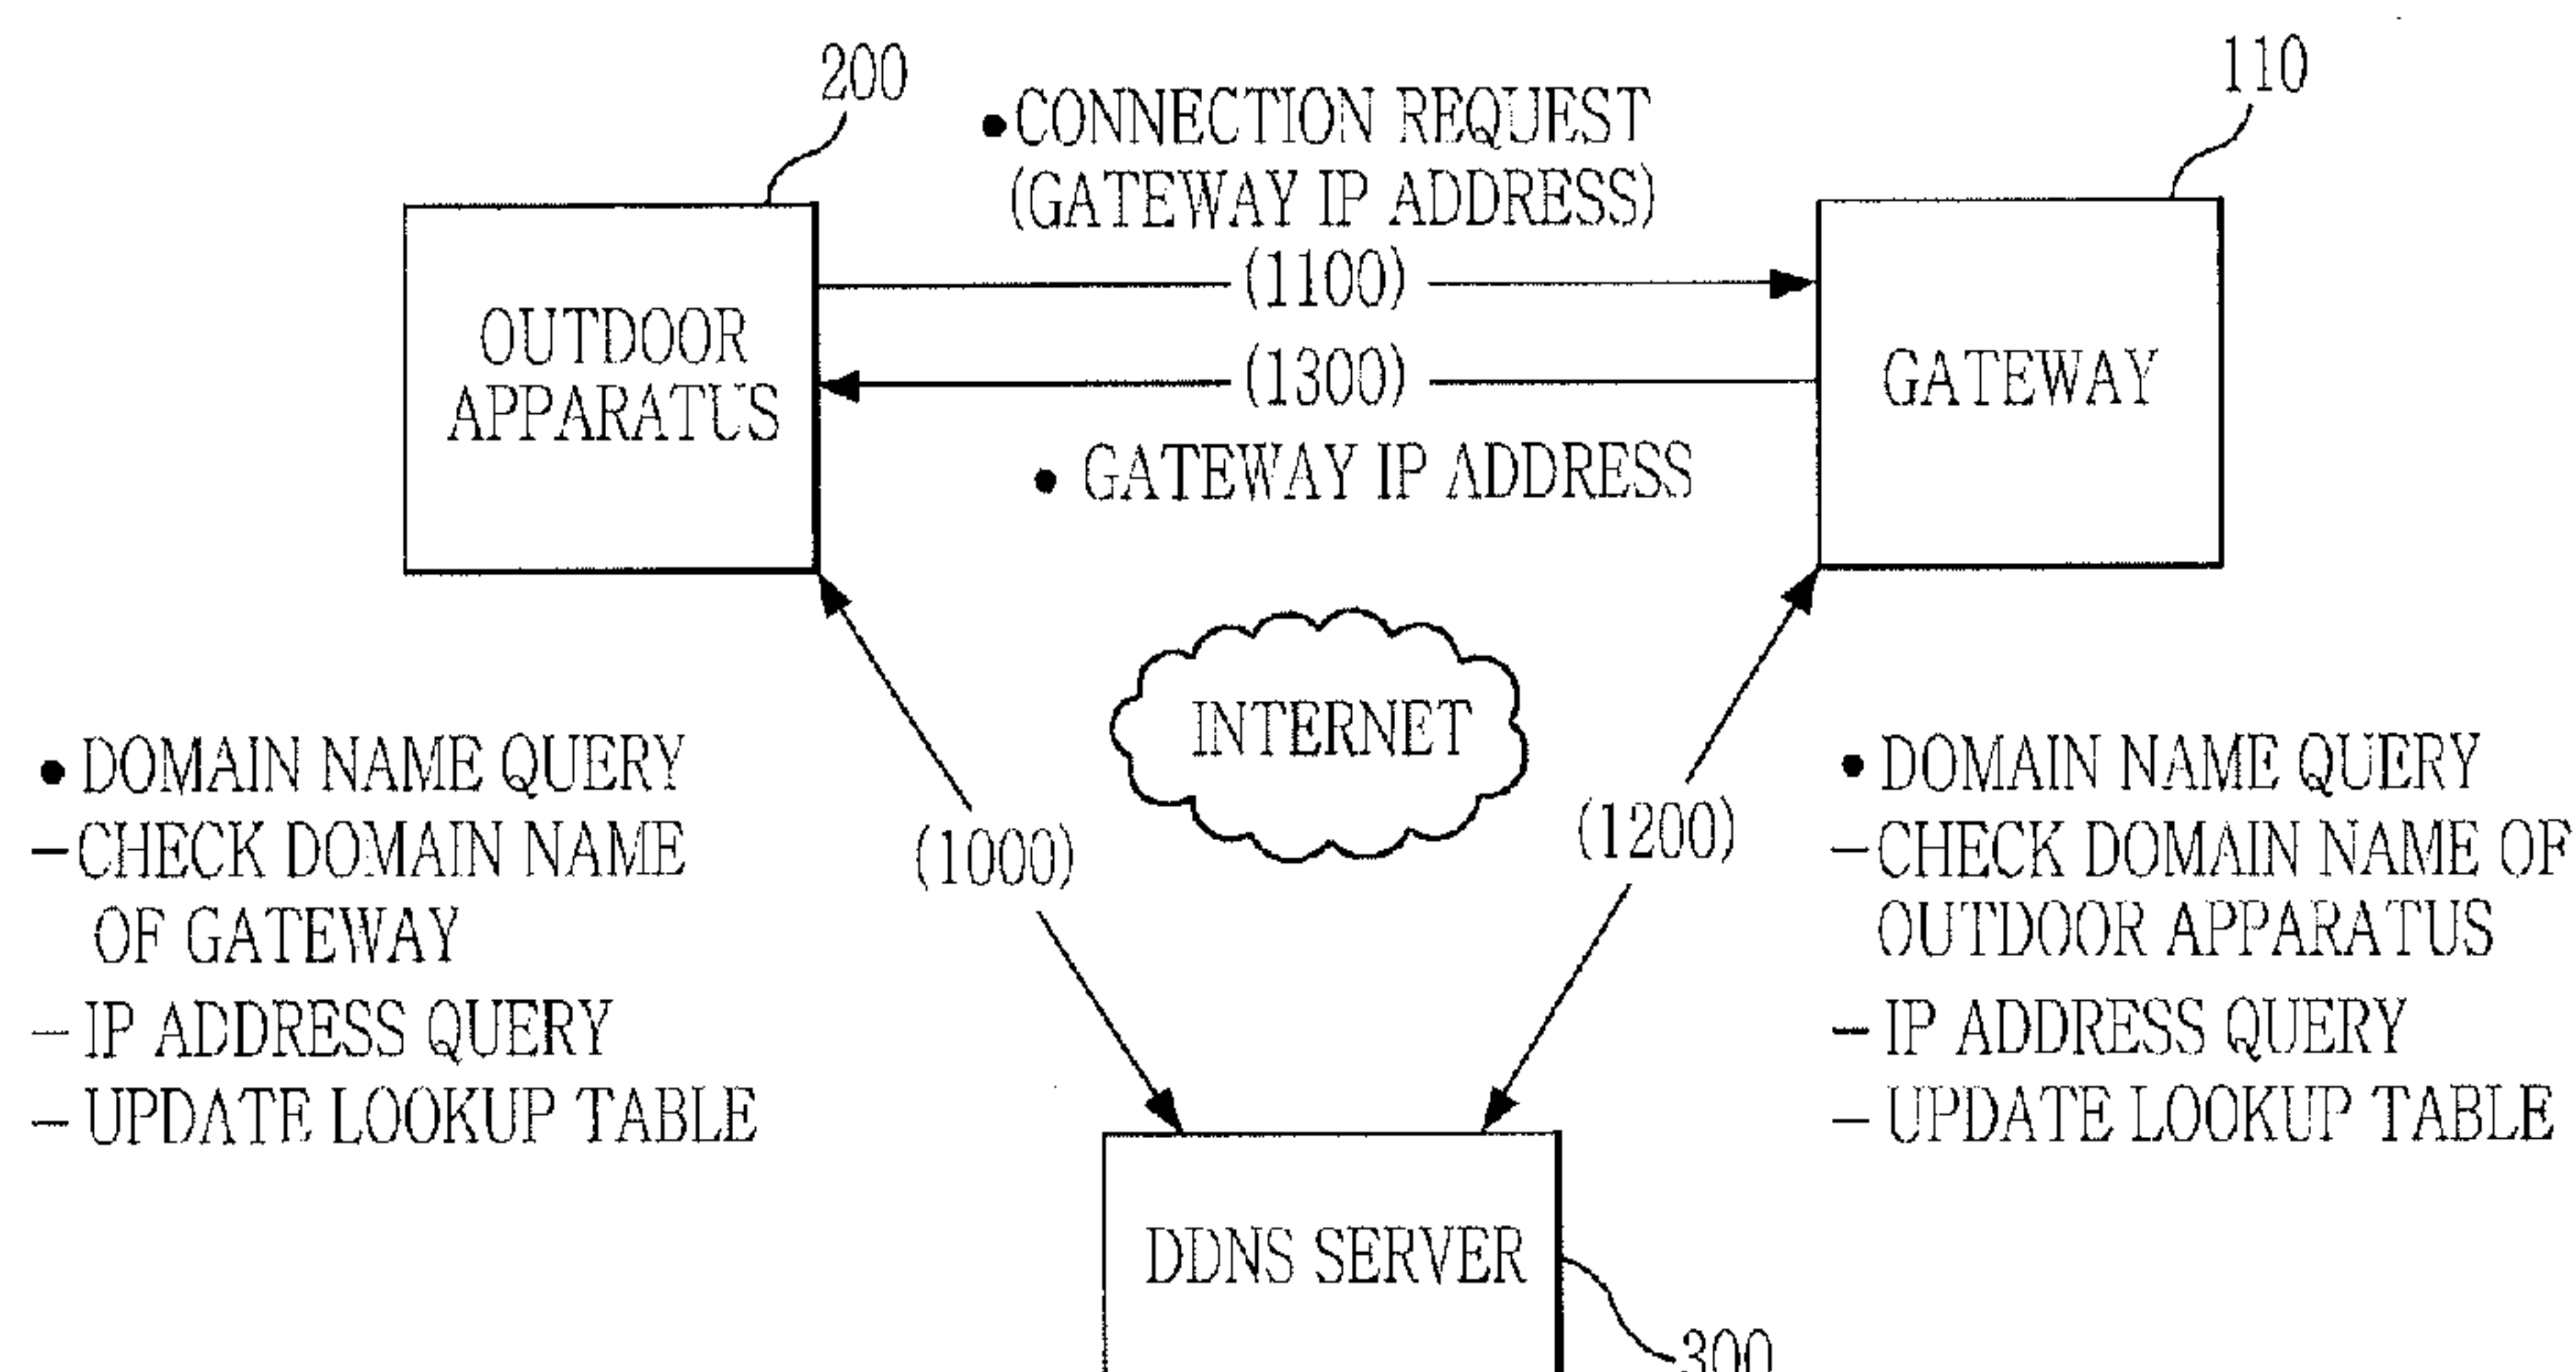 200
110
• CONNECTION REQUEST
(GATEWAY IP ADDRESS)
(1100)
OUTDOOR
APPARATUS
GATEWAY
(1300)
• GATEWAY IP ADDRESS
INTERNET
• DOMAIN NAME QUERY
– CHECK DOMAIN NAME
OF GATEWAY
– IP ADDRESS QUERY
– UPDATE LOOKUP TABLE
(1000)
(1200)
• DOMAIN NAME QUERY
– CHECK DOMAIN NAME OF
OUTDOOR APPARATUS
– IP ADDRESS QUERY
– UPDATE LOOKUP TABLE
DDNS SERVER
300